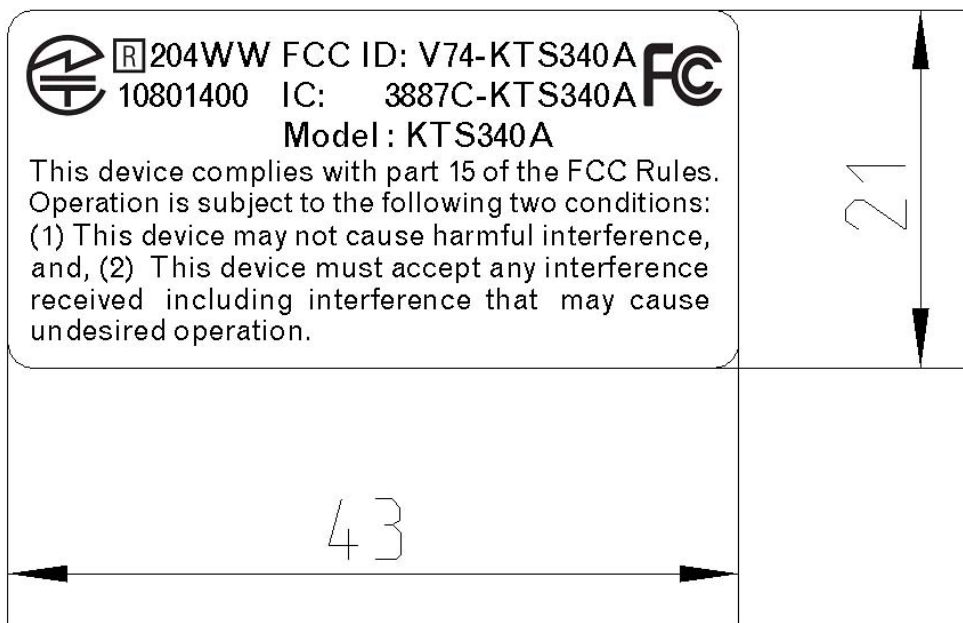 R 204WW FCC ID: V74-KTS340A FC
10801400 IC: 3887C-KTS340A
Model: KTS340A
This device complies with part 15 of the FCC Rules.
Operation is subject to the following two conditions:
(1) This device may not cause harmful interference,
and, (2) This device must accept any interference
received including interference that may cause
undesired operation.
21
43